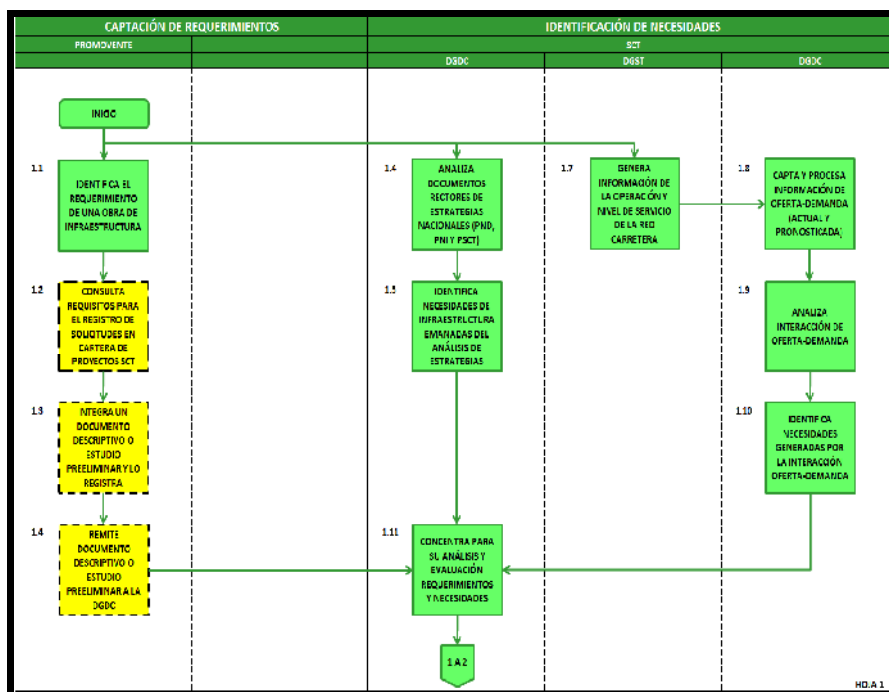 CAPTACIÓN DE REQUERIMIENTOS
IDENTIFICACIÓN DE NECESIDADES
PROMOVENTE
SCT
DGDC
DGST
DGDC
INICIO
1.1
IDENTIFICA EL
REQUERIMIENTO
DE UNA OBRA DE
INFRAESTRUCTURA
1.2
CONSULTA
REQUISITOS PARA
EL REGISTRO DE
SOLICITUDES EN
CARTERA DE
PROYECTOS SCT
1.3
INTEGRA UN
DOCUMENTO
DESCRIPTIVO O
ESTUDIO
PREELIMINAR Y LO
REGISTRA
1.4
REMITE
DOCUMENTO
DESCRIPTIVO O
ESTUDIO
PREELIMINAR A LA
DGDC
1.4
ANALIZA
DOCUMENTOS
RECTORES DE
ESTRATEGIAS
NACIONALES (PND,
PNI Y PSCT)
1.5
IDENTIFICA
NECESIDADES DE
INFRAESTRUCTURA
EMANADAS DEL
ANÁLISIS DE
ESTRATEGIAS
1.11
CONCENTRA PARA
SU ANÁLISIS Y
EVALUACIÓN
REQUERIMIENTOS
Y NECESIDADES
1 A 2
1.7
GENERA
INFORMACIÓN DE
LA OPERACIÓN Y
NIVEL DE SERVICIO
DE LA RED
CARRETERA
1.8
CAPTA Y PROCESA
INFORMACIÓN DE
OFERTA-DEMANDA
(ACTUAL Y
PRONOSTICADA)
1.9
ANALIZA
INTERACCIÓN DE
OFERTA-DEMANDA
1.10
IDENTIFICA
NECESIDADES
GENERADAS POR
LA INTERACCIÓN
OFERTA-DEMANDA
HOJA 1